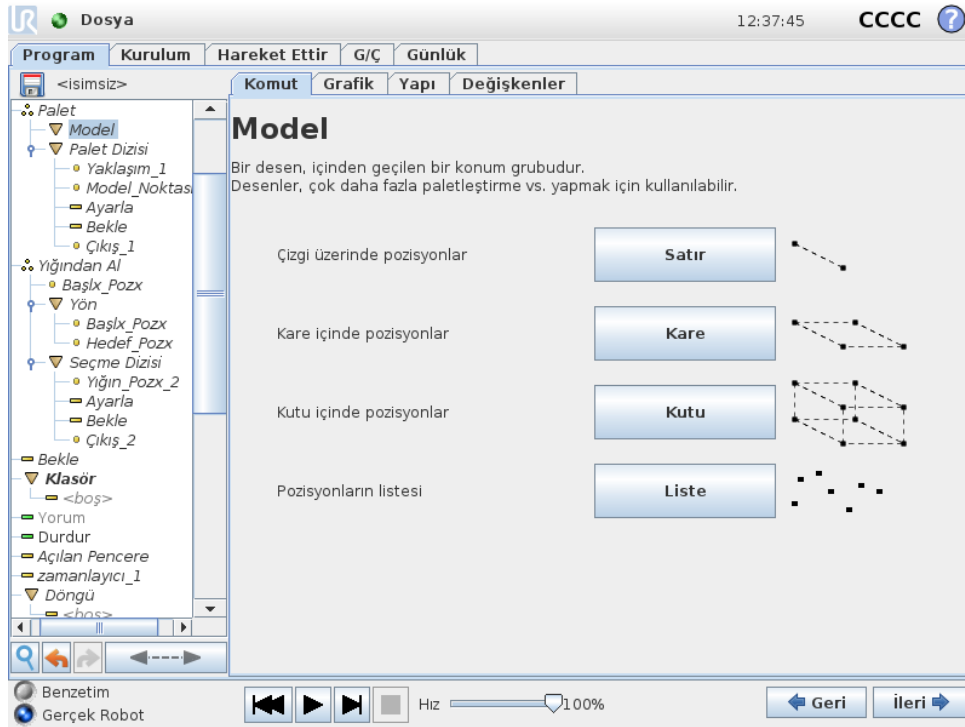 Dosya
12:37:45
CCCC
?
Program Kurulum Hareket Ettir G/Ç Günlük
<isimsiz>
Komut Grafik Yapı Değişkenler
Palet
Model
Palet Dizisi
Yaklaşım_1
Model_Noktas
Ayarla
Bekle
Çıkış_1
Yığından Al
Başlx_Pozx
Yön
Başlx_Pozx
Hedef_Pozx
Seçme Dizisi
Yığın_Pozx_2
Ayarla
Bekle
Çıkış_2
Bekle
Klasör
<boş>
Yorum
Durdur
Açılan Pencere
zamanlayıcı_1
Döngü
<boş>
Model
Bir desen, içinden geçilen bir konum grubudur.
Desenler, çok daha fazla paletleştirme vs. yapmak için kullanılabilir.
Çizgi üzerinde pozisyonlar
Satır
Kare içinde pozisyonlar
Kare
Kutu içinde pozisyonlar
Kutu
Pozisyonların listesi
Liste
Benzetim
Gerçek Robot
Hız
100%
Geri
İleri